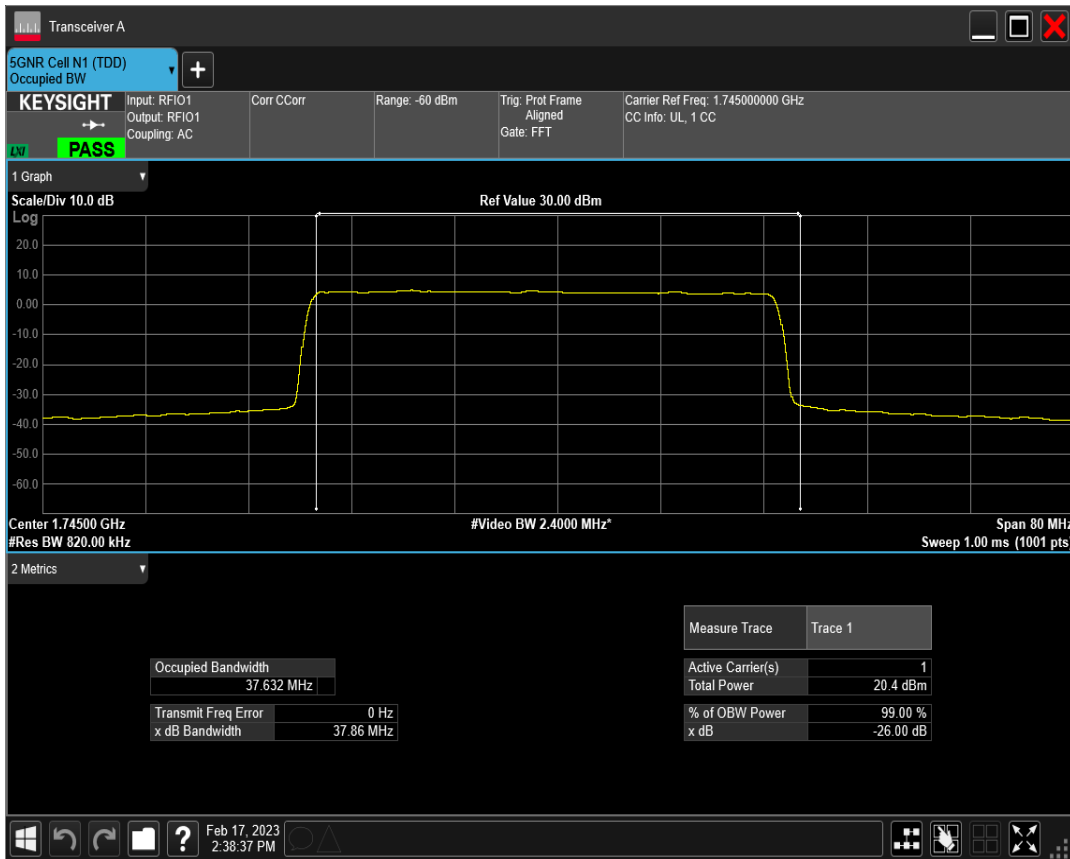 Transceiver A
5GNR Cell N1 (TDD)
Occupied BW
+
KEYSIGHT
LXI
PASS
Input: RFIO1
Output: RFIO1
Coupling: AC
Corr CCorr
Range: -60 dBm
Trig: Prot Frame
Aligned
Gate: FFT
Carrier Ref Freq: 1.745000000 GHz
CC Info: UL, 1 CC
1 Graph
Scale/Div 10.0 dB
Ref Value 30.00 dBm
Log
20.0
10.0
0.00
-10.0
-20.0
-30.0
-40.0
-50.0
-60.0
Center 1.74500 GHz
#Video BW 2.4000 MHz*
Span 80 MHz
#Res BW 820.00 kHz
Sweep 1.00 ms (1001 pts)
2 Metrics
Measure Trace Trace 1
Occupied Bandwidth
37.632 MHz
Active Carrier(s) 1
Total Power 20.4 dBm
Transmit Freq Error 0 Hz
x dB Bandwidth 37.86 MHz
% of OBW Power 99.00 %
x dB -26.00 dB
?
Feb 17, 2023
2:38:37 PM